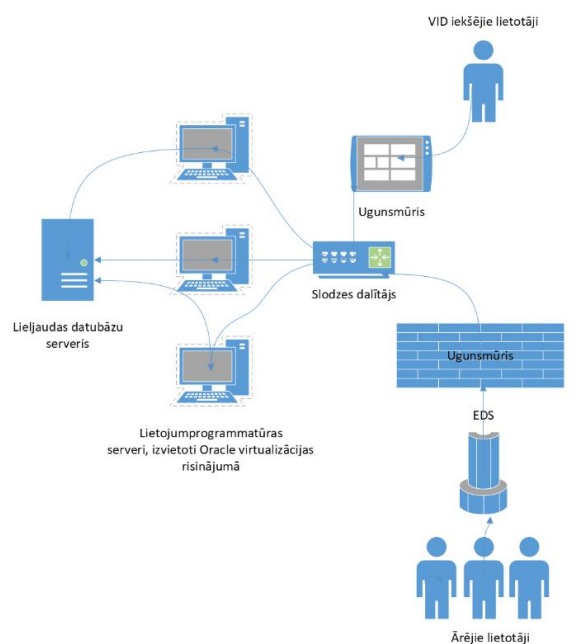 VID iekšējie lietotāji
Ugunsmūris
Slodzes dalītājs
Lieljaudas datubāzu
serveris
Ugunsmūris
EDS
Lietojumprogrammatūras
serveri, izvietoti Oracle virtualizācijas
risinājumā
Ārējie lietotāji